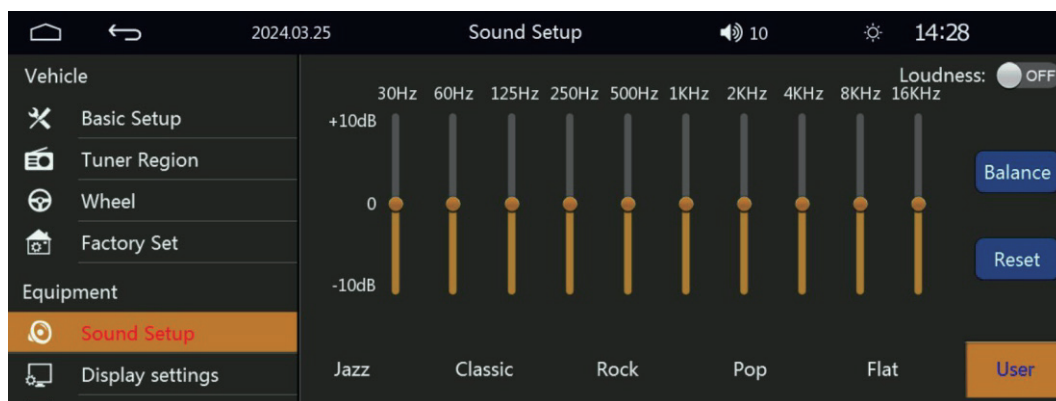 2024.03.25 Sound Setup 10 14:28
Vehicle
Basic Setup
Tuner Region
Wheel
Factory Set
Equipment
Sound Setup
Display settings
Loudness: OFF
30Hz 60Hz 125Hz 250Hz 500Hz 1KHz 2KHz 4KHz 8KHz 16KHz
+10dB
0
-10dB
Balance
Reset
Jazz Classic Rock Pop Flat User